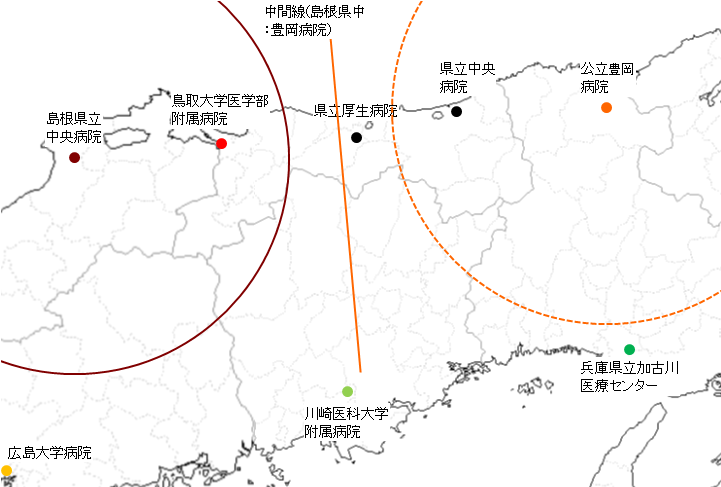 中間線(島根県中
:豊岡病院)
県立中央
病院
公立豊岡
病院
鳥取大学医学部
附属病院
県立厚生病院
島根県立
中央病院
兵庫県立加古川
医療センター
川崎医科大学
附属病院
広島大学病院